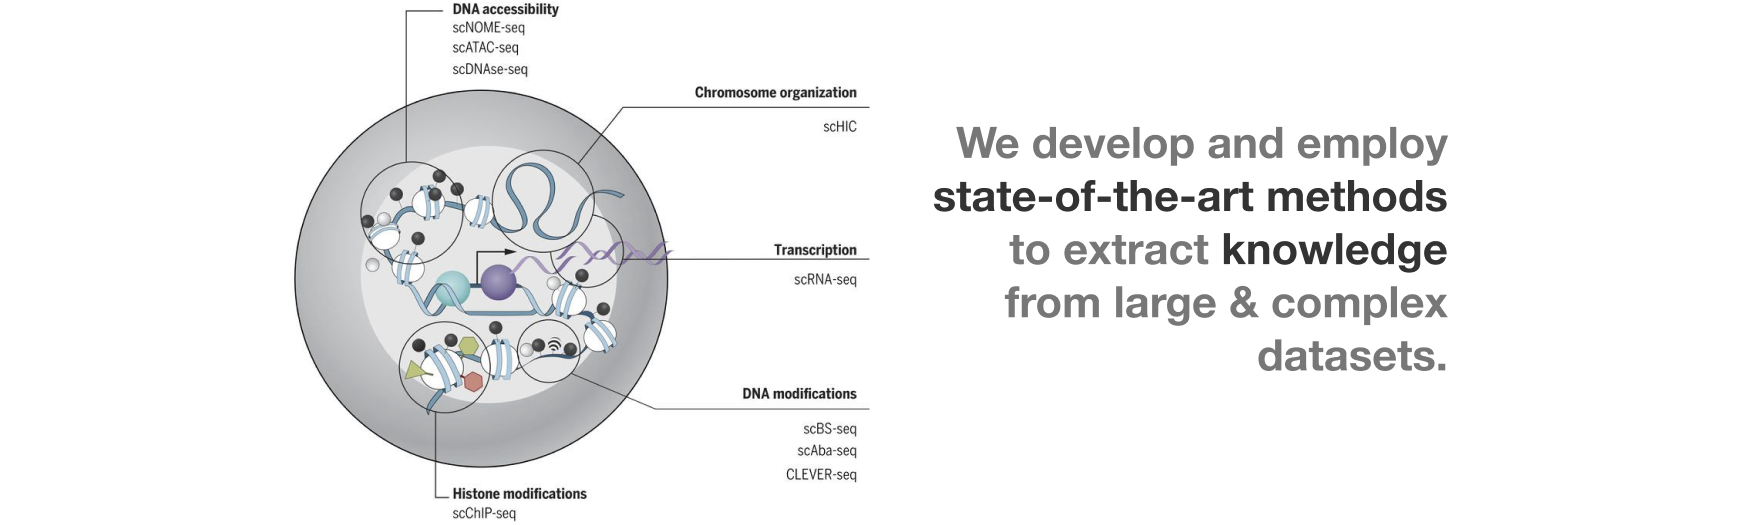 DNA accessibility
scNOME-seq
scATAC-seq
scDNAse-seq
Chromosome organization
scHIC
Transcription
scRNA-seq
DNA modifications
scBS-seq
scAba-seq
CLEVER-seq
Histone modifications
scChIP-seq
We develop and employ
state-of-the-art methods
to extract knowledge
from large & complex
datasets.